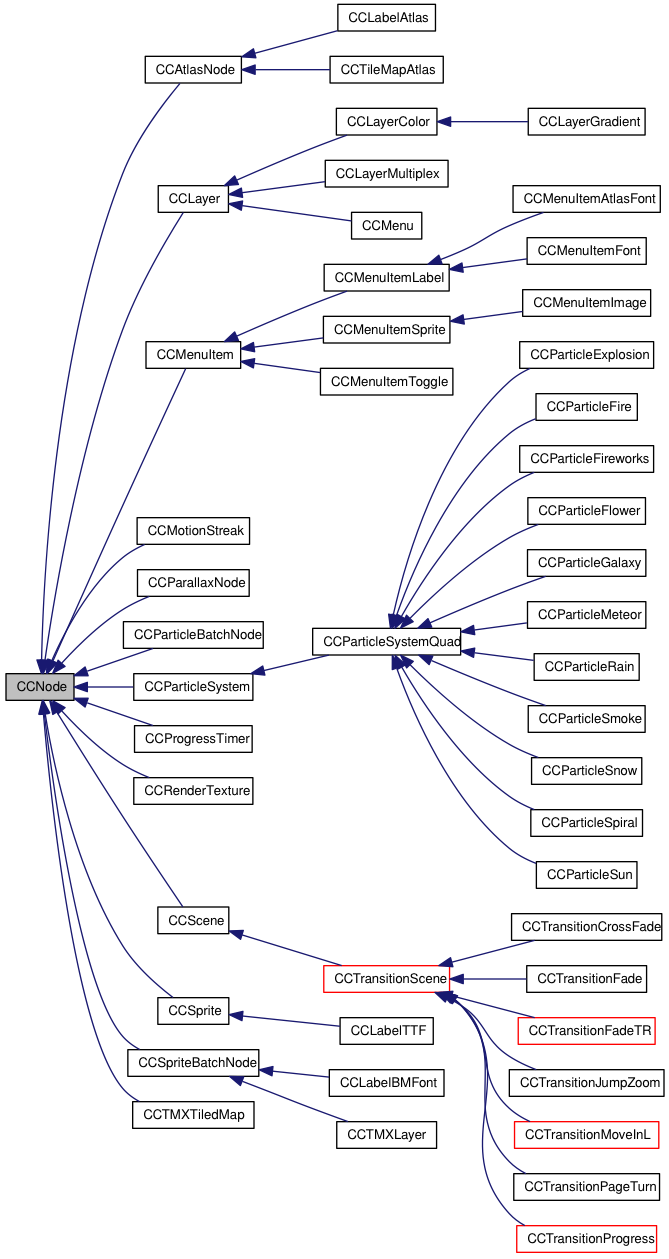 CCLabelAtlas
CCAtlasNode
CCTileMapAtlas
CCLayerColor
CCLayerGradient
CCLayerMultiplex
CCLayer
CCMenuItemAtlasFont
CCMenu
CCMenuItemFont
CCMenuItemLabel
CCMenuItemImage
CCMenuItemSprite
CCMenuItem
CCParticleExplosion
CCMenuItemToggle
CCParticleFire
CCParticleFireworks
CCParticleFlower
CCMotionStreak
CCParticleGalaxy
CCParallaxNode
CCParticleMeteor
CCParticleBatchNode
CCParticleSystemQuad
CCParticleRain
CCNode
CCParticleSystem
CCParticleSmoke
CCProgressTimer
CCParticleSnow
CCRenderTexture
CCParticleSpiral
CCParticleSun
CCScene
CCTransitionCrossFade
CCTransitionScene
CCTransitionFade
CCSprite
CCLabelTTF
CCTransitionFadeTR
CCSpriteBatchNode
CCLabelBMFont
CCTransitionJumpZoom
CCTMXTiledMap
CCTMXLayer
CCTransitionMoveInL
CCTransitionPageTurn
CCTransitionProgress